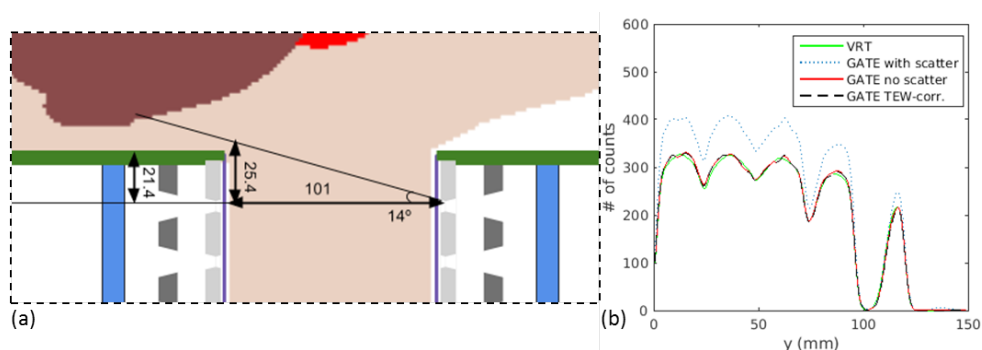 21.4
25.4
101
14°
(a)
600
500
400
300
200
100
0
# of counts
VRT
GATE with scatter
GATE no scatter
GATE TEW-corr.
0
50
100
150
y (mm)
(b)